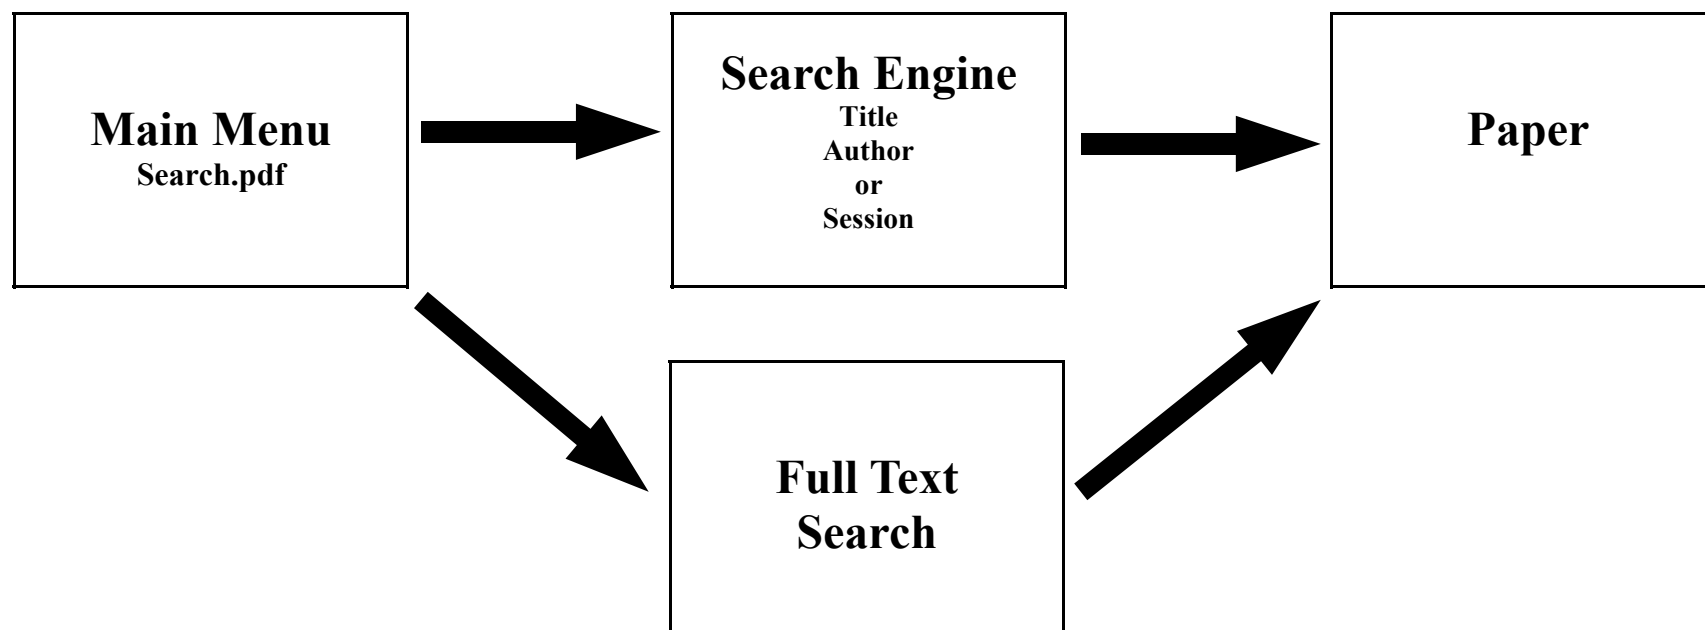 Main Menu
Search.pdf
Search Engine
Title
Author
or
Session
Paper
Full Text
Search